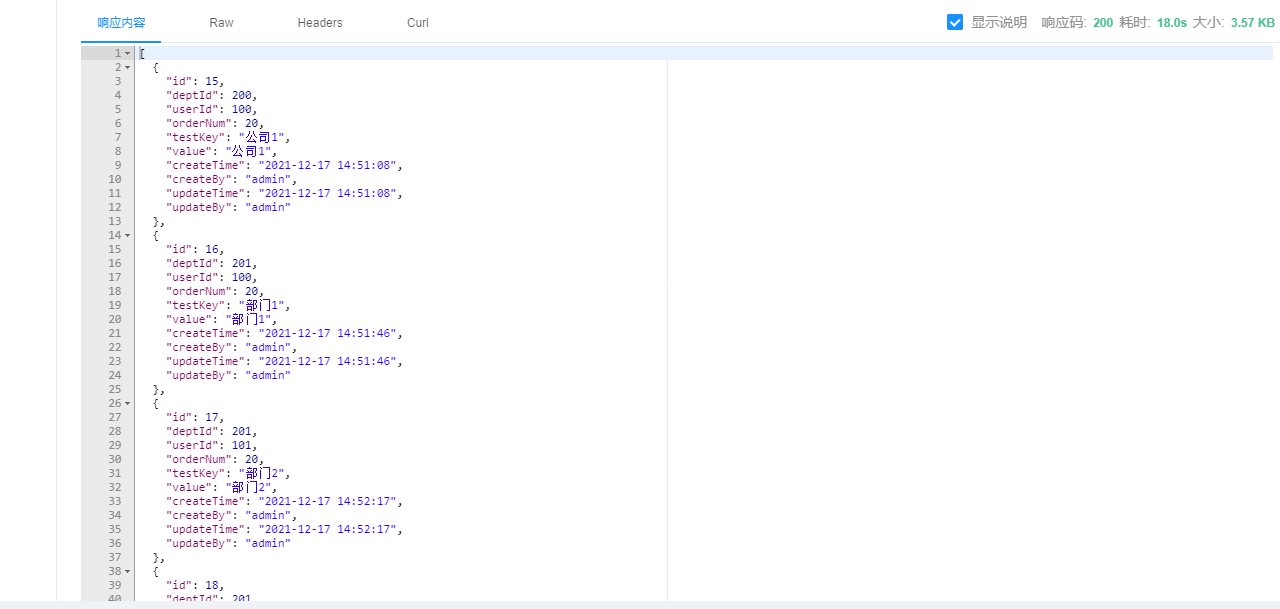 响应内容 Raw Headers Curl 显示说明 响应码: 200 耗时: 18.0s 大小: 3.57 KB
1 [
2 {
3 "id": 15,
4 "deptId": 200,
5 "userId": 100,
6 "orderNum": 20,
7 "testKey": "公司1",
8 "value": "公司1",
9 "createTime": "2021-12-17 14:51:08",
10 "createBy": "admin",
11 "updateTime": "2021-12-17 14:51:08",
12 "updateBy": "admin"
13 },
14 {
15 "id": 16,
16 "deptId": 201,
17 "userId": 100,
18 "orderNum": 20,
19 "testKey": "部门1",
20 "value": "部门1",
21 "createTime": "2021-12-17 14:51:46",
22 "createBy": "admin",
23 "updateTime": "2021-12-17 14:51:46",
24 "updateBy": "admin"
25 },
26 {
27 "id": 17,
28 "deptId": 201,
29 "userId": 101,
30 "orderNum": 20,
31 "testKey": "部门2",
32 "value": "部门2",
33 "createTime": "2021-12-17 14:52:17",
34 "createBy": "admin",
35 "updateTime": "2021-12-17 14:52:17",
36 "updateBy": "admin"
37 },
38 {
39 "id": 18,
40 "deptId": 201